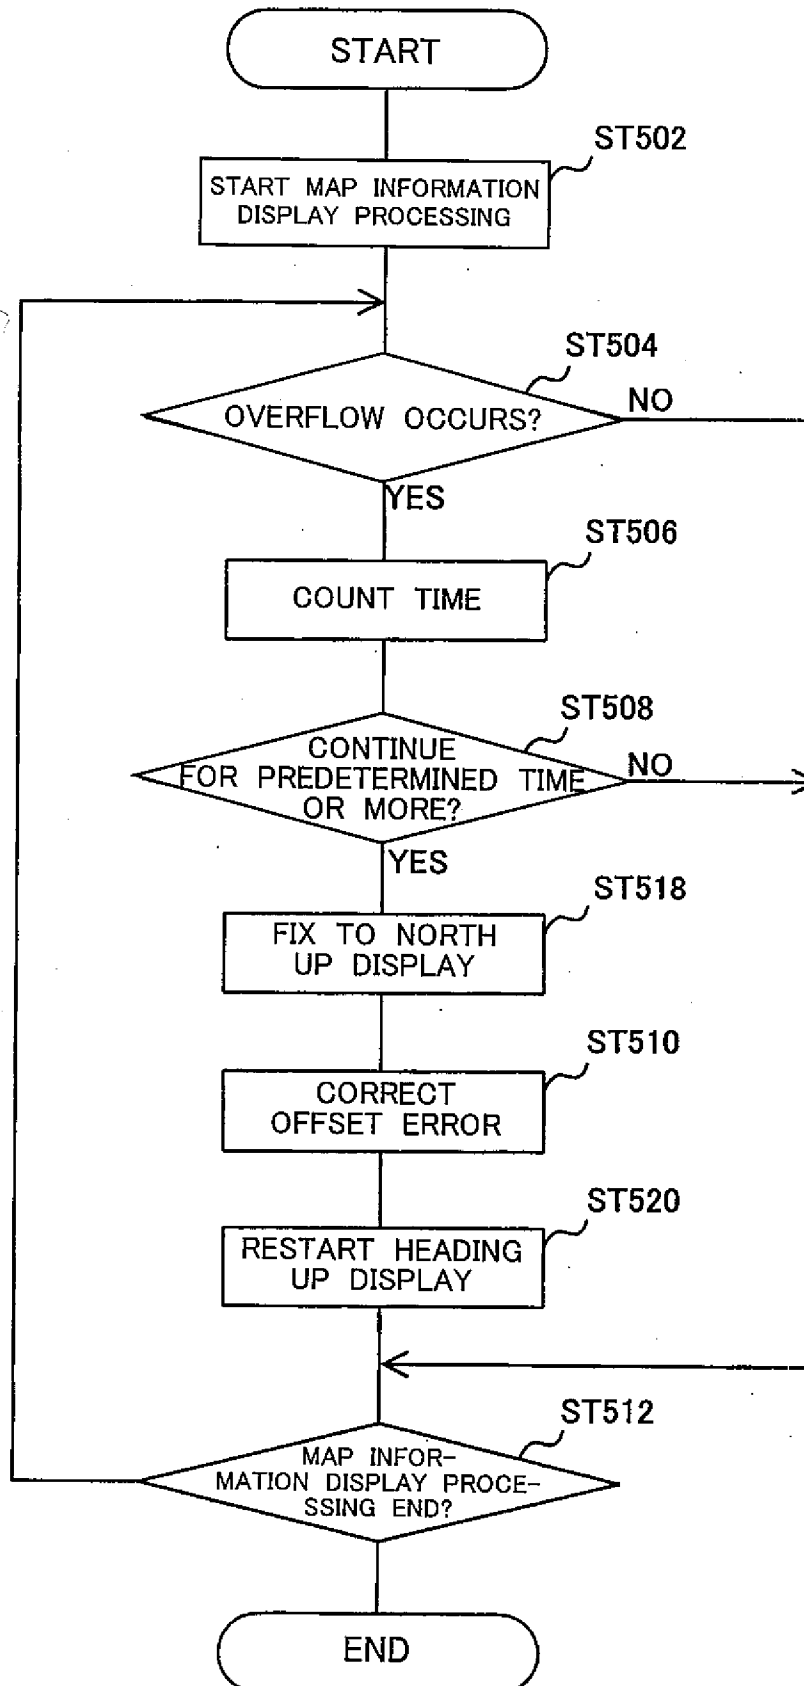 START
ST502
START MAP INFORMATION
DISPLAY PROCESSING
ST504
OVERFLOW OCCURS?
NO
YES
ST506
COUNT TIME
ST508
CONTINUE
FOR PREDETERMINED TIME
OR MORE?
NO
YES
ST518
FIX TO NORTH
UP DISPLAY
ST510
CORRECT
OFFSET ERROR
ST520
RESTART HEADING
UP DISPLAY
ST512
MAP INFOR-
MATION DISPLAY PROCE-
SSING END?
END